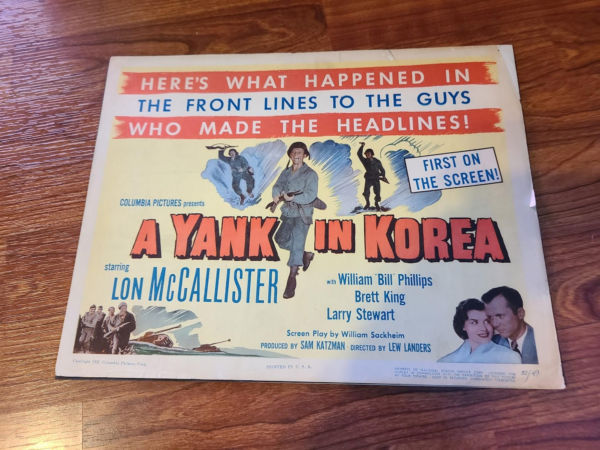 HERE'S WHAT HAPPENED IN
THE FRONT LINES TO THE GUYS
WHO MADE THE HEADLINES!
FIRST ON
THE SCREEN!
COLUMBIA PICTURES presents
A YANK IN KOREA
starring
LON McCALLISTER
with William "Bill" Phillips
Brett King
Larry Stewart
Screen Play by William Sackheim
PRODUCED BY SAM KATZMAN · DIRECTED BY LEW LANDERS
PRINTED IN U.S.A.